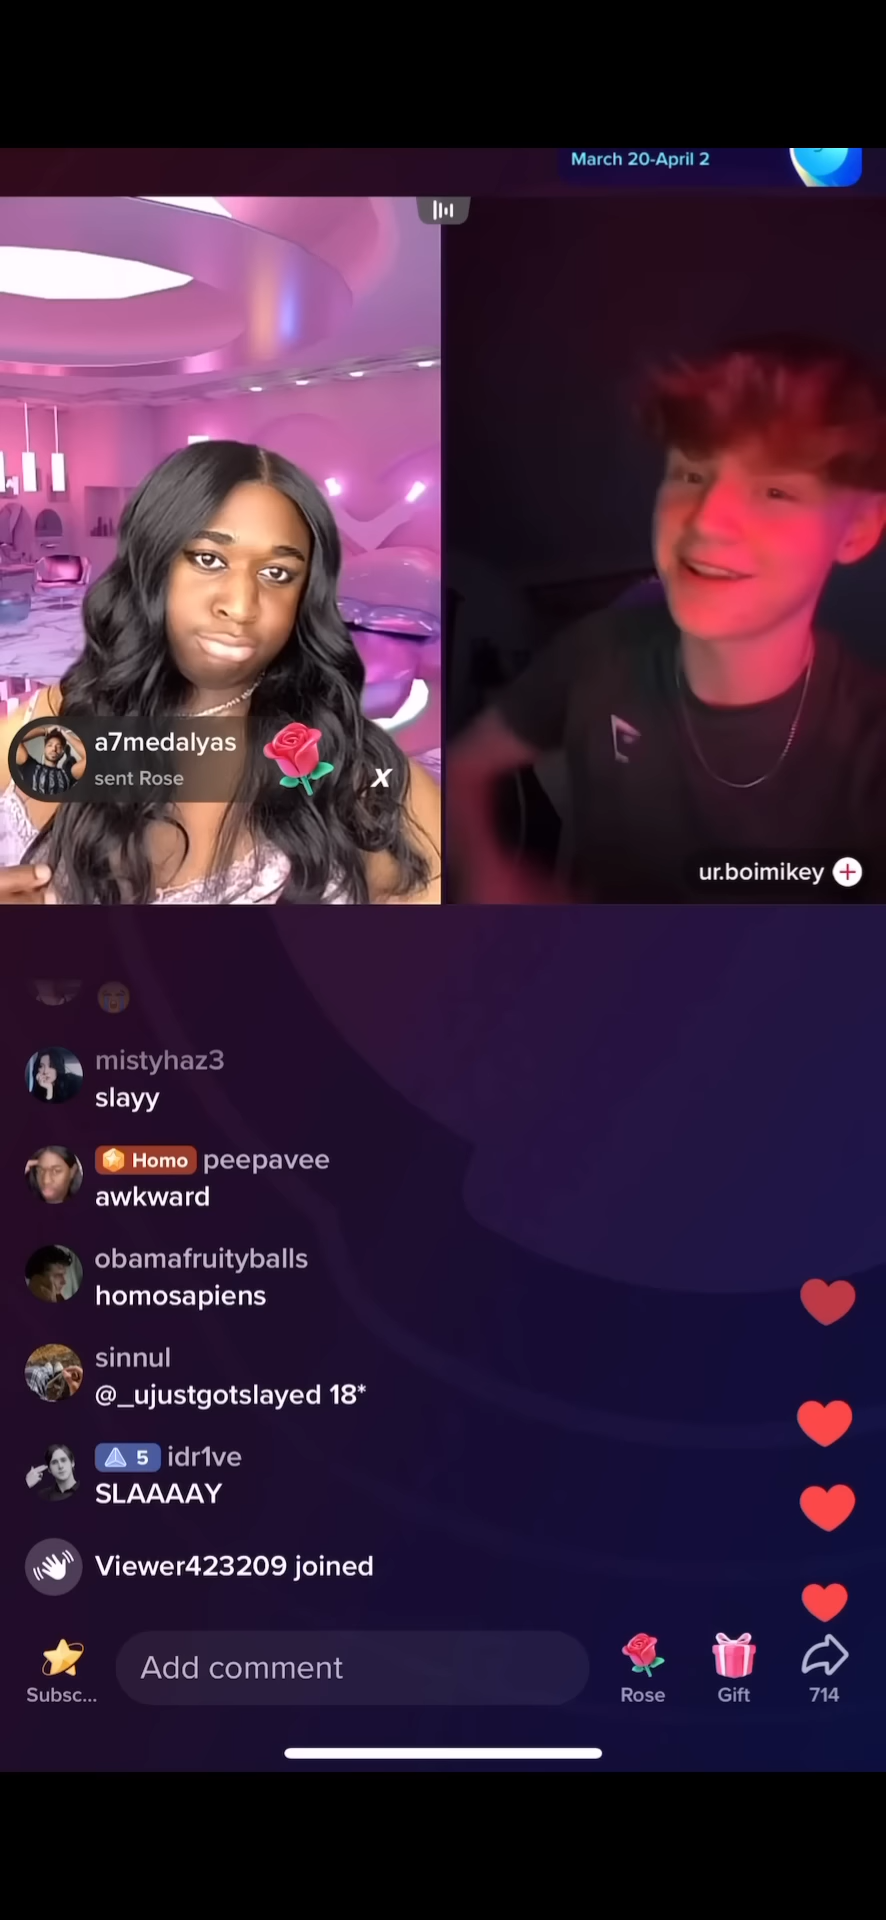 March 20-April 2
a7medalyas
sent Rose
x
ur.boimikey
mistyhaz3
slayy
Homo peepavee
awkward
obamafruityballs
homosapiens
sinnul
@_ujustgotslayed 18*
5 idr1ve
SLAAAAY
Viewer423209 joined
Add comment
Subsc...
Rose
Gift
714